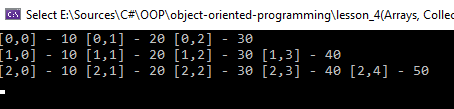 Select E:\Sources\C#\OOP\object-oriented-programming\lesson_4(Arrays, Collec
[0,0] - 10 [0,1] - 20 [0,2] - 30
[1,0] - 10 [1,1] - 20 [1,2] - 30 [1,3] - 40
[2,0] - 10 [2,1] - 20 [2,2] - 30 [2,3] - 40 [2,4] - 50